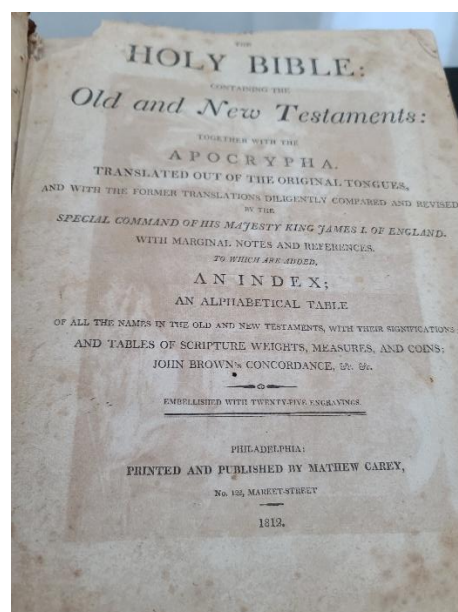 THE
HOLY BIBLE:
CONTAINING THE
Old and New Testaments:
TOGETHER WITH THE
APOCRYPHA.
TRANSLATED OUT OF THE ORIGINAL TONGUES,
AND WITH THE FORMER TRANSLATIONS DILIGENTLY COMPARED AND REVISED
BY THE
SPECIAL COMMAND OF HIS MAJESTY KING JAMES I. OF ENGLAND.
WITH MARGINAL NOTES AND REFERENCES.
TO WHICH ARE ADDED,
AN INDEX;
AN ALPHABETICAL TABLE
OF ALL THE NAMES IN THE OLD AND NEW TESTAMENTS, WITH THEIR SIGNIFICATIONS
AND TABLES OF SCRIPTURE WEIGHTS, MEASURES, AND COINS:
JOHN BROWN'S CONCORDANCE, &c. &c.
EMBELLISHED WITH TWENTY-FIVE ENGRAVINGS.
PHILADELPHIA:
PRINTED AND PUBLISHED BY MATHEW CAREY,
No. 122, MARKET-STREET
1812.